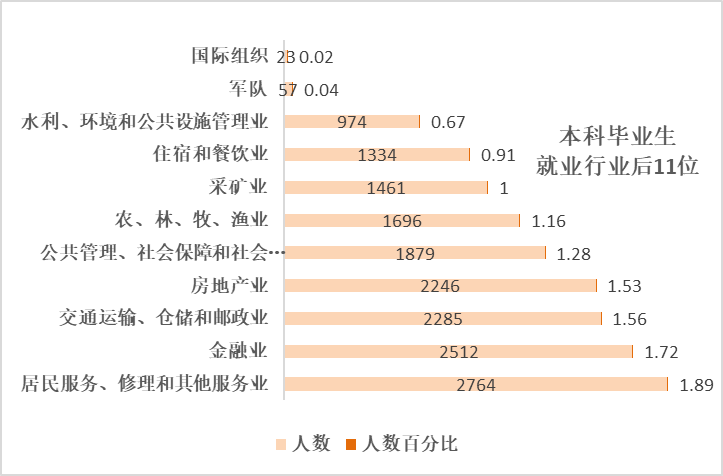 本科毕业生
就业行业后11位
国际组织 23 0.02
军队 57 0.04
水利、环境和公共设施管理业 974 0.67
住宿和餐饮业 1334 0.91
采矿业 1461 1
农、林、牧、渔业 1696 1.16
公共管理、社会保障和社会… 1879 1.28
房地产业 2246 1.53
交通运输、仓储和邮政业 2285 1.56
金融业 2512 1.72
居民服务、修理和其他服务业 2764 1.89
人数 人数百分比